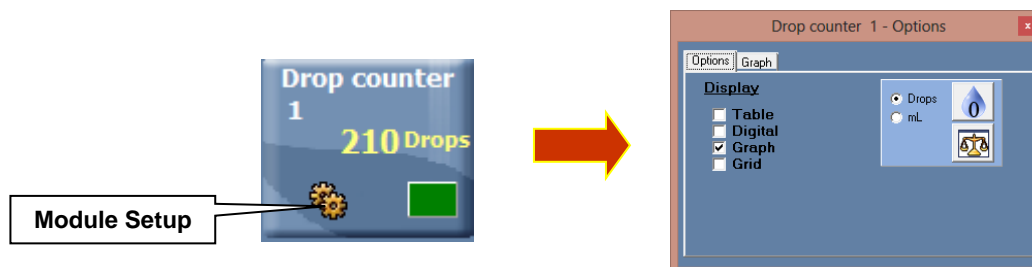 Drop counter
1
210 Drops
Module Setup
Drop counter 1 - Options
x
Options Graph
Display
Table
Digital
Graph
Grid
Drops
mL
0